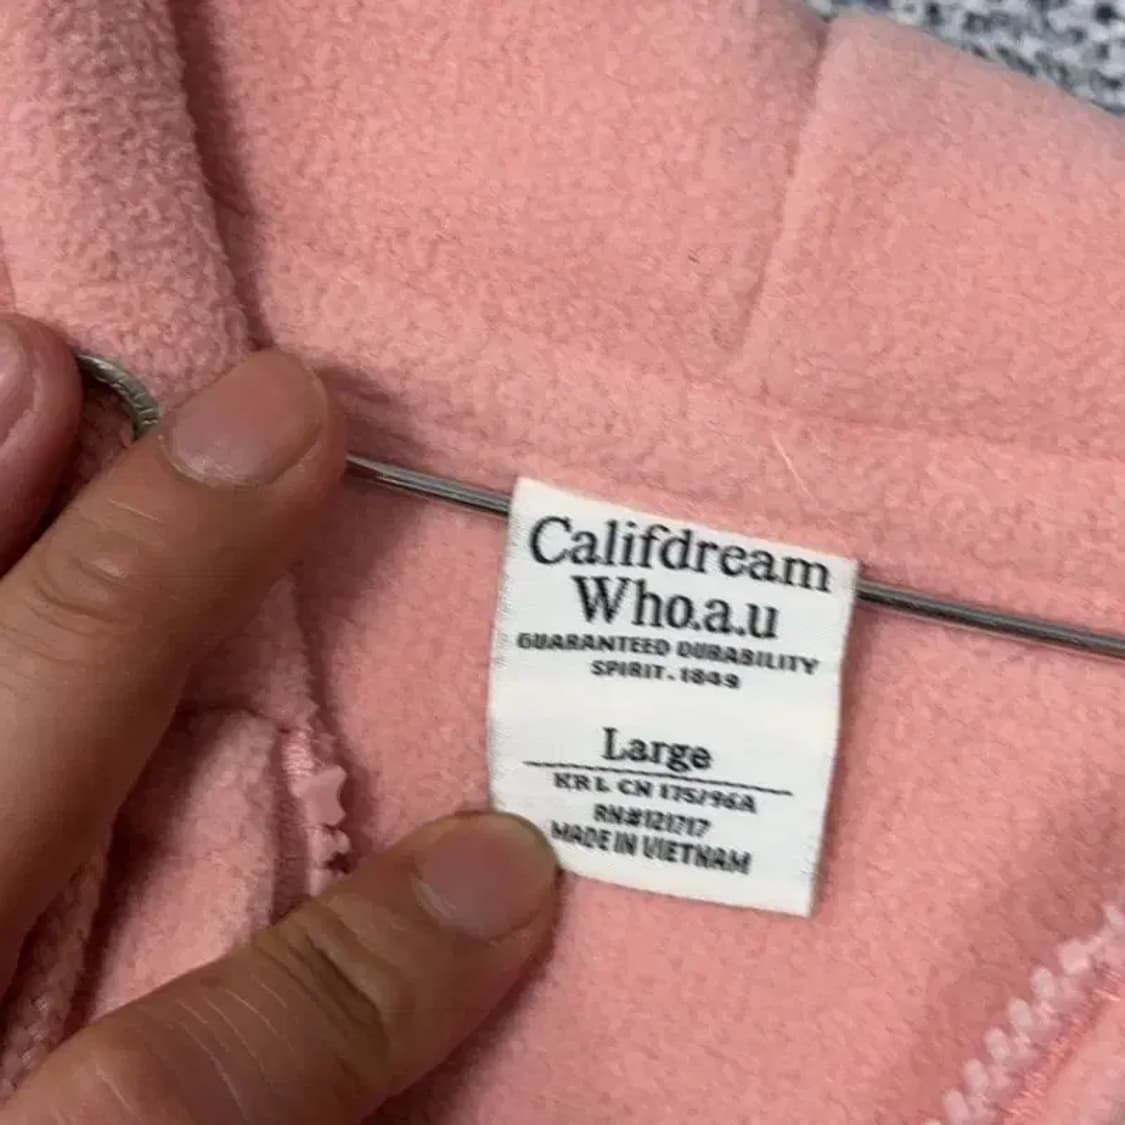 Califdream
Who.a.u
GUARANTEED DURABILITY
SPIRIT. 1849
Large
KR L CN 175/96A
RN#121717
MADE IN VIETNAM